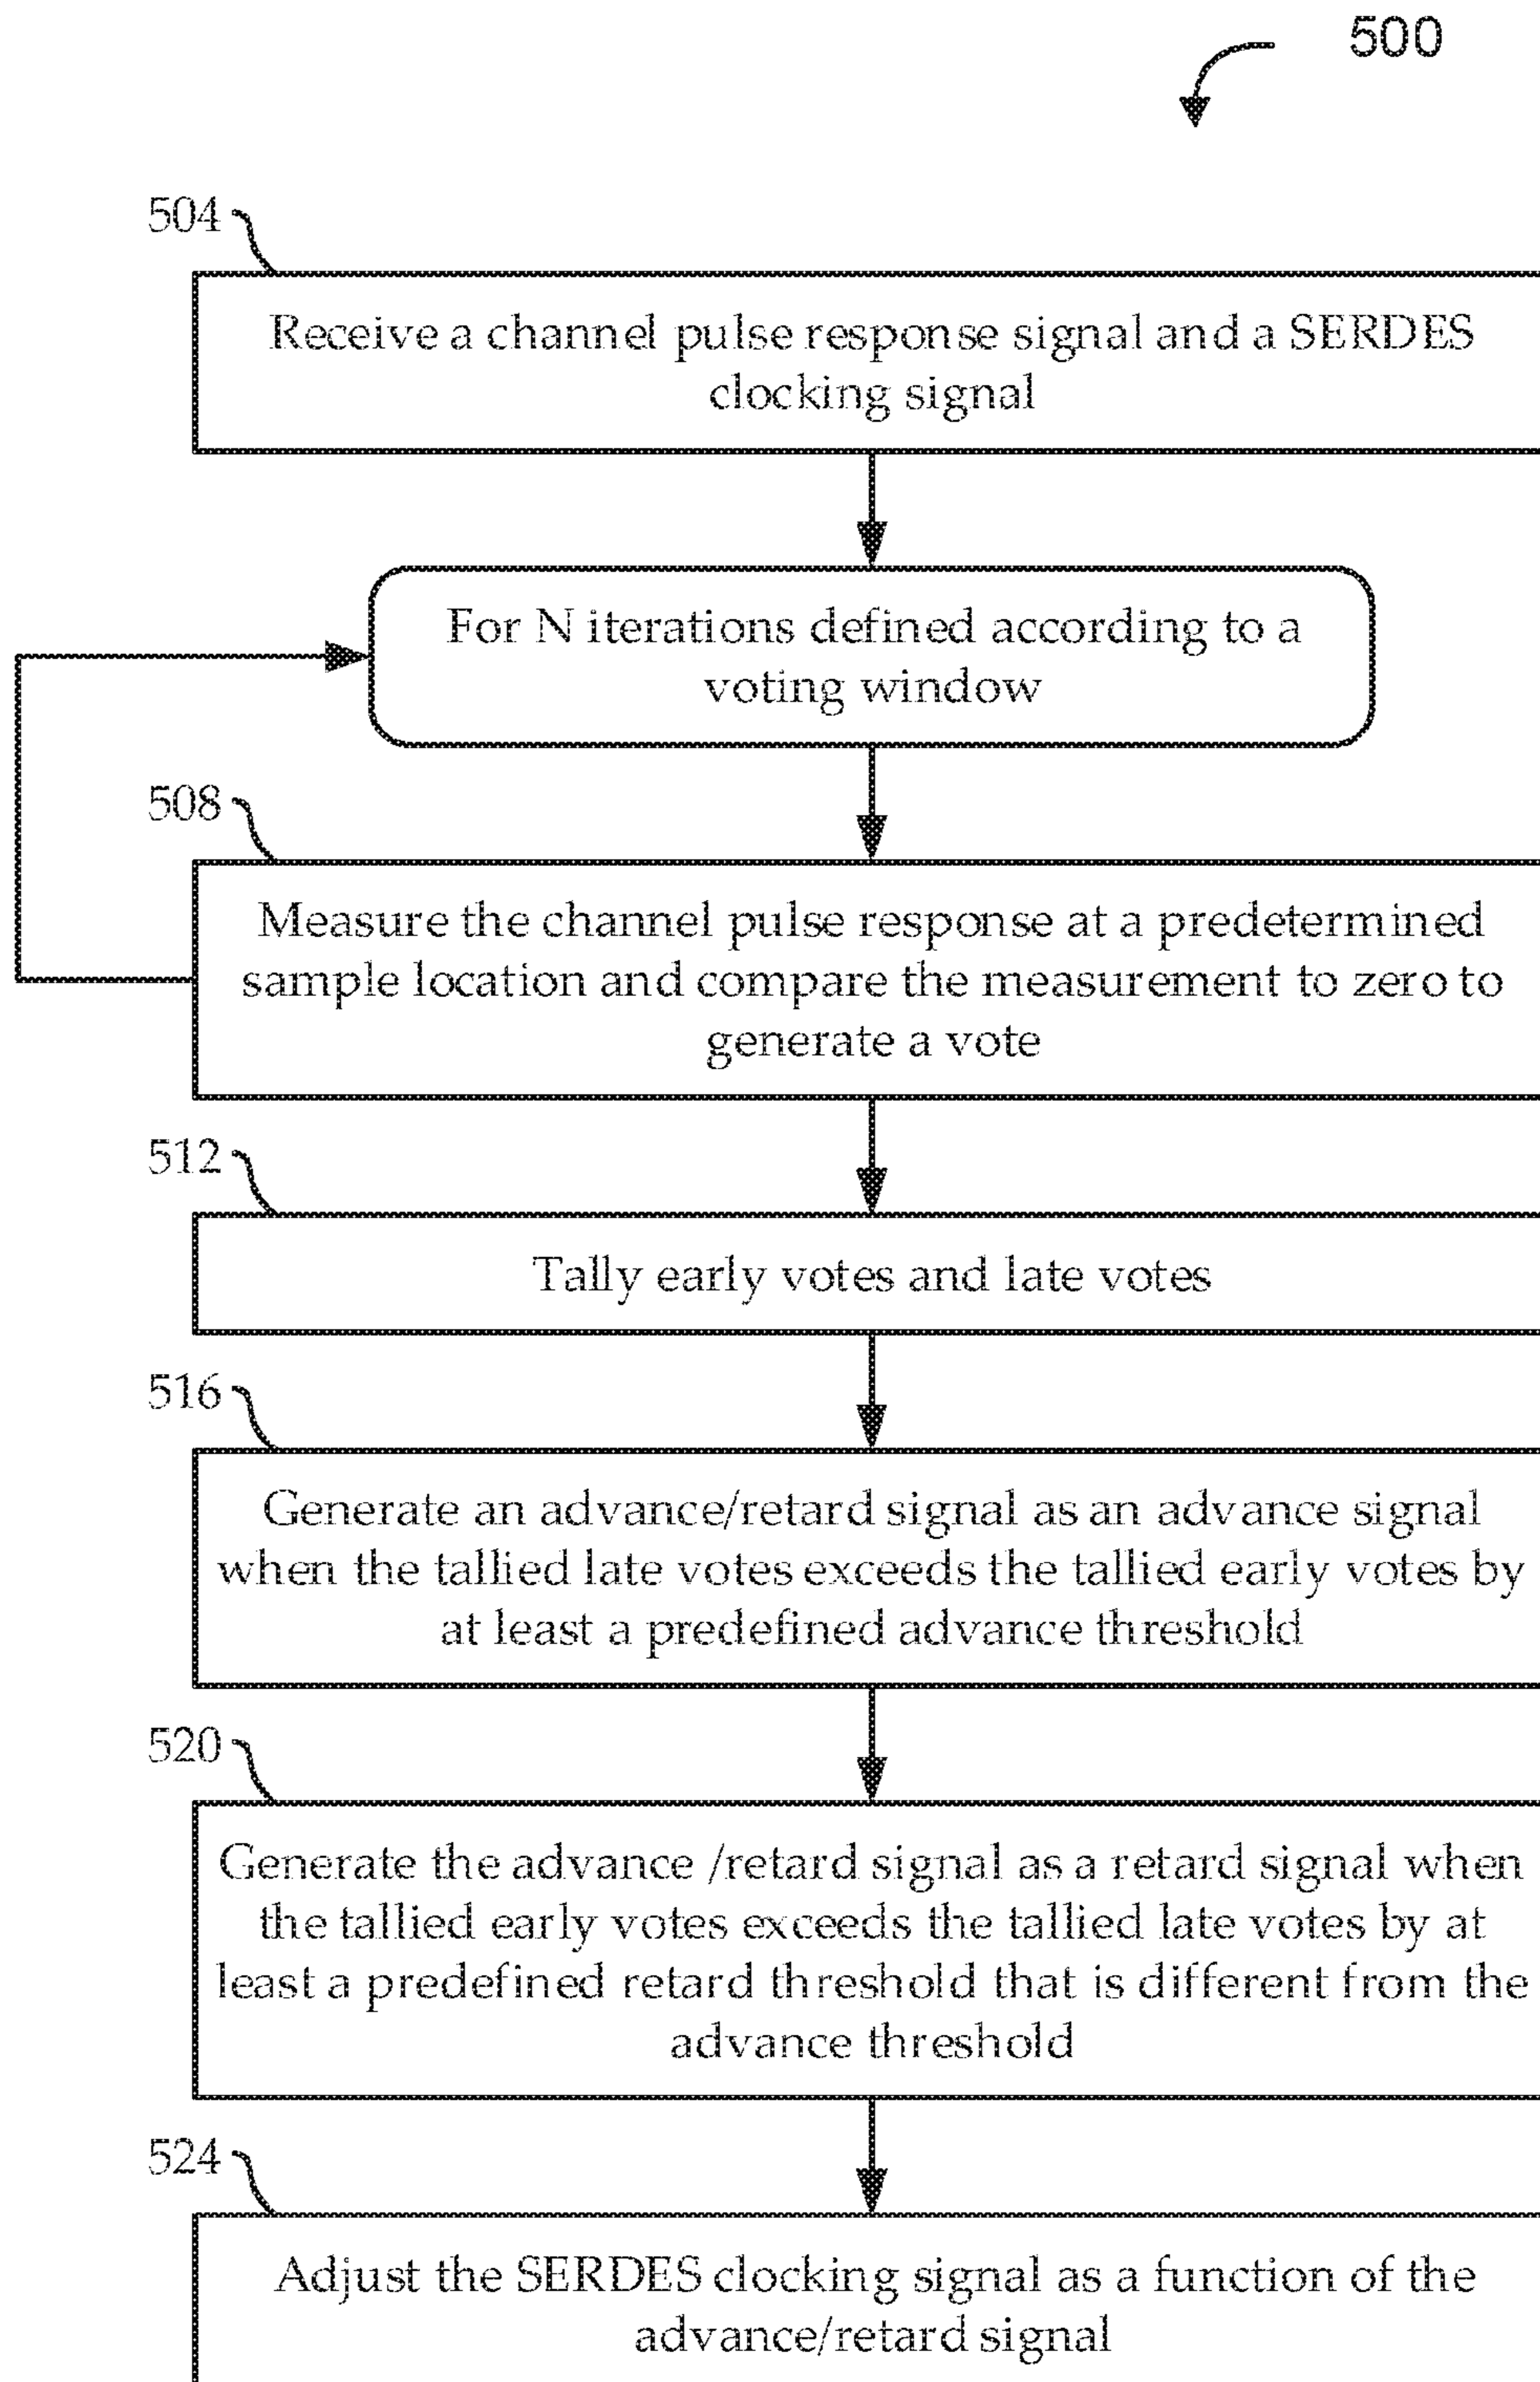 500
504
Receive a channel pulse response signal and a SERDES
clocking signal
For N iterations defined according to a
voting window
508
Measure the channel pulse response at a predetermined
sample location and compare the measurement to zero to
generate a vote
512
Tally early votes and late votes
516
Generate an advance/retard signal as an advance signal
when the tallied late votes exceeds the tallied early votes by
at least a predefined advance threshold
520
Generate the advance /retard signal as a retard signal when
the tallied early votes exceeds the tallied late votes by at
least a predefined retard threshold that is different from the
advance threshold
524
Adjust the SERDES clocking signal as a function of the
advance/retard signal